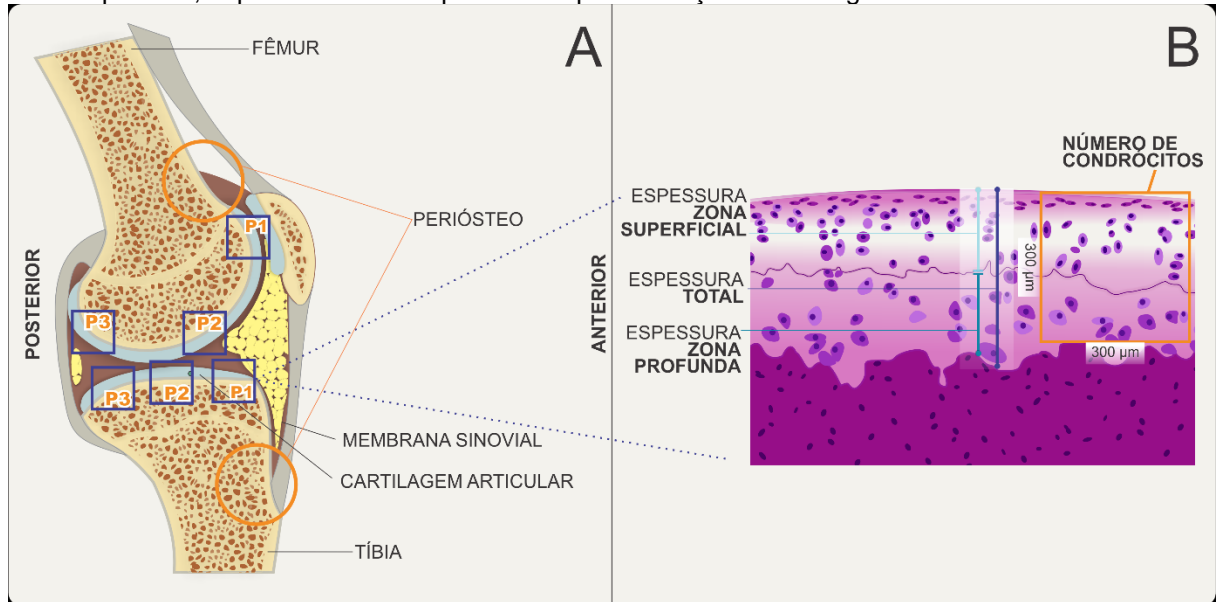 A
FÊMUR
P1
PERIÓSTEO
POSTERIOR
P3
P2
P3
P2
P1
MEMBRANA SINOVIAL
CARTILAGEM ARTICULAR
TÍBIA
B
ANTERIOR
NÚMERO DE
CONDRÓCITOS
ESPESSURA
ZONA
SUPERFICIAL
ESPESSURA
TOTAL
ESPESSURA
ZONA
PROFUNDA
300 µm
300 µm